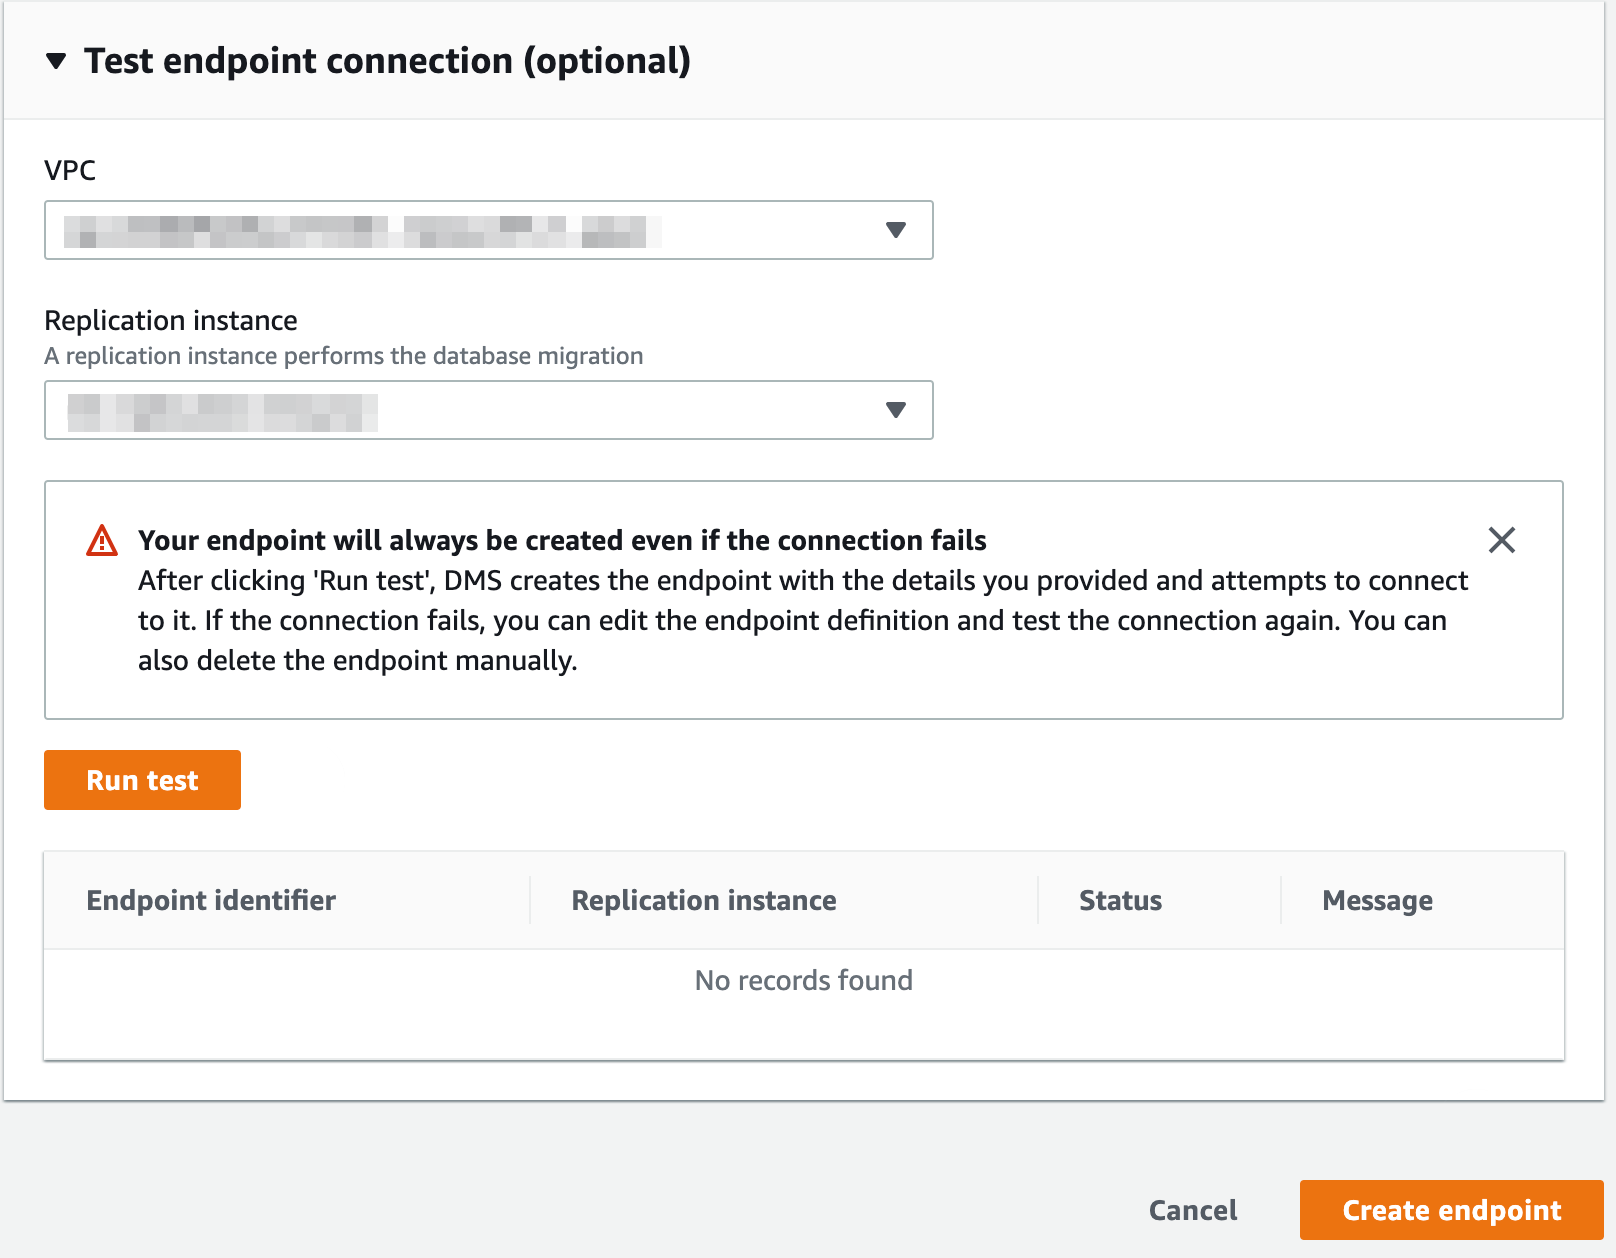 Test endpoint connection (optional)
VPC
Replication instance
A replication instance performs the database migration
Your endpoint will always be created even if the connection fails
After clicking 'Run test', DMS creates the endpoint with the details you provided and attempts to connect
to it. If the connection fails, you can edit the endpoint definition and test the connection again. You can
also delete the endpoint manually.
Run test
Endpoint identifier Replication instance Status Message
No records found
Cancel Create endpoint